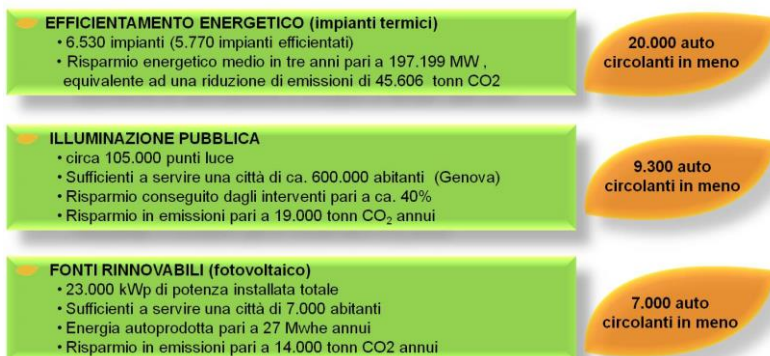 EFFICIENTAMENTO ENERGETICO (impianti termici)
• 6.530 impianti (5.770 impianti efficientati)
• Risparmio energetico medio in tre anni pari a 197.199 MW ,
equivalente ad una riduzione di emissioni di 45.606 tonn CO2
20.000 auto
circolanti in meno
ILLUMINAZIONE PUBBLICA
• circa 105.000 punti luce
• Sufficienti a servire una città di ca. 600.000 abitanti (Genova)
• Risparmio conseguito dagli interventi pari a ca. 40%
• Risparmio in emissioni pari a 19.000 tonn CO₂ annui
9.300 auto
circolanti in meno
FONTI RINNOVABILI (fotovoltaico)
• 23.000 kWp di potenza installata totale
• Sufficienti a servire una città di 7.000 abitanti
• Energia autoprodotta pari a 27 Mwhe annui
• Risparmio in emissioni pari a 14.000 tonn CO2 annui
7.000 auto
circolanti in meno